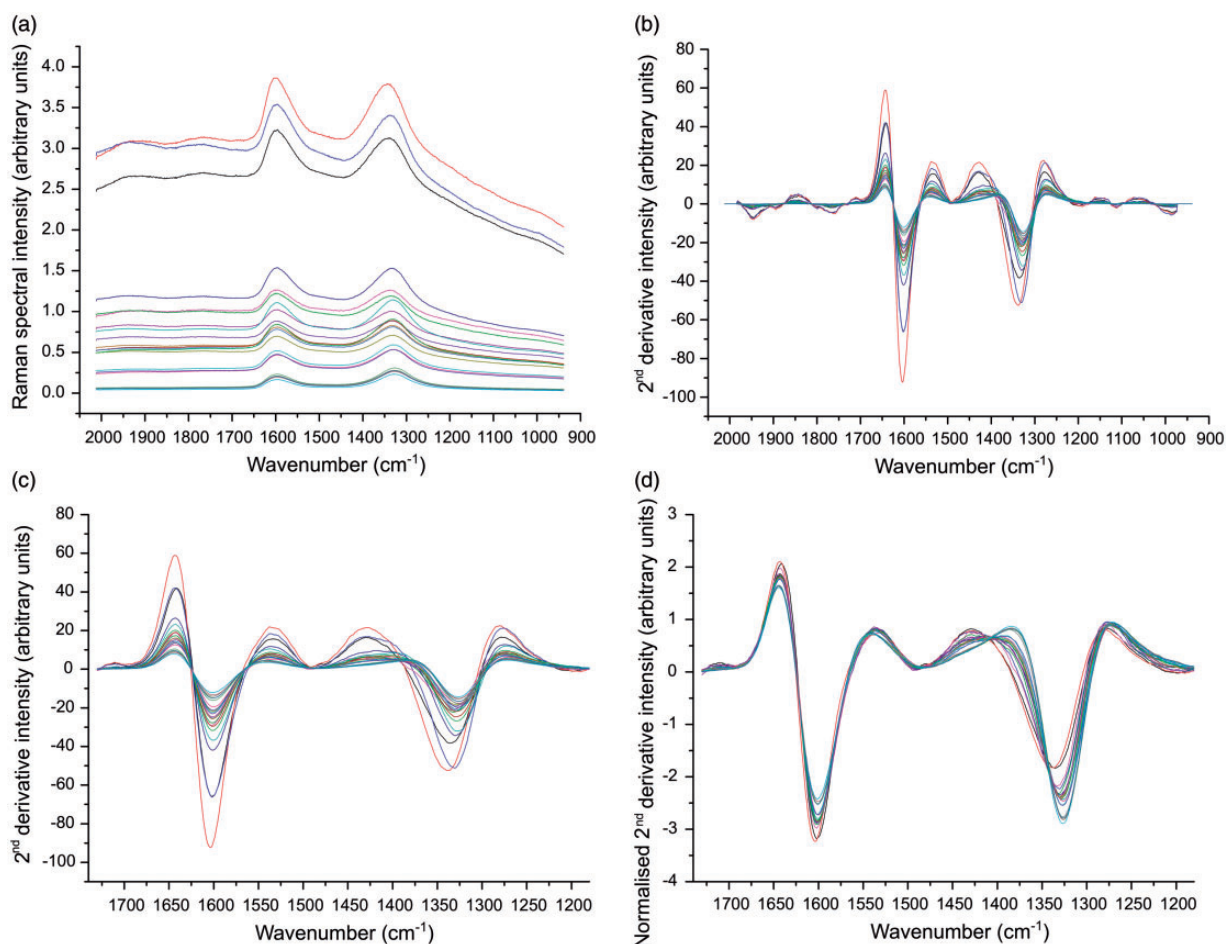 (a)
Raman spectral intensity (arbitrary units)
4.0
3.5
3.0
2.5
2.0
1.5
1.0
0.5
0.0
2000 1900 1800 1700 1600 1500 1400 1300 1200 1100 1000 900
Wavenumber (cm⁻¹)
(b)
2ⁿᵈ derivative intensity (arbitrary units)
80
60
40
20
0
-20
-40
-60
-80
-100
2000 1900 1800 1700 1600 1500 1400 1300 1200 1100 1000 900
Wavenumber (cm⁻¹)
(c)
2ⁿᵈ derivative intensity (arbitrary units)
80
60
40
20
0
-20
-40
-60
-80
-100
1700 1650 1600 1550 1500 1450 1400 1350 1300 1250 1200
Wavenumber (cm⁻¹)
(d)
Normalised 2ⁿᵈ derivative intensity (arbitrary units)
4
3
2
1
0
-1
-2
-3
-4
1700 1650 1600 1550 1500 1450 1400 1350 1300 1250 1200
Wavenumber (cm⁻¹)